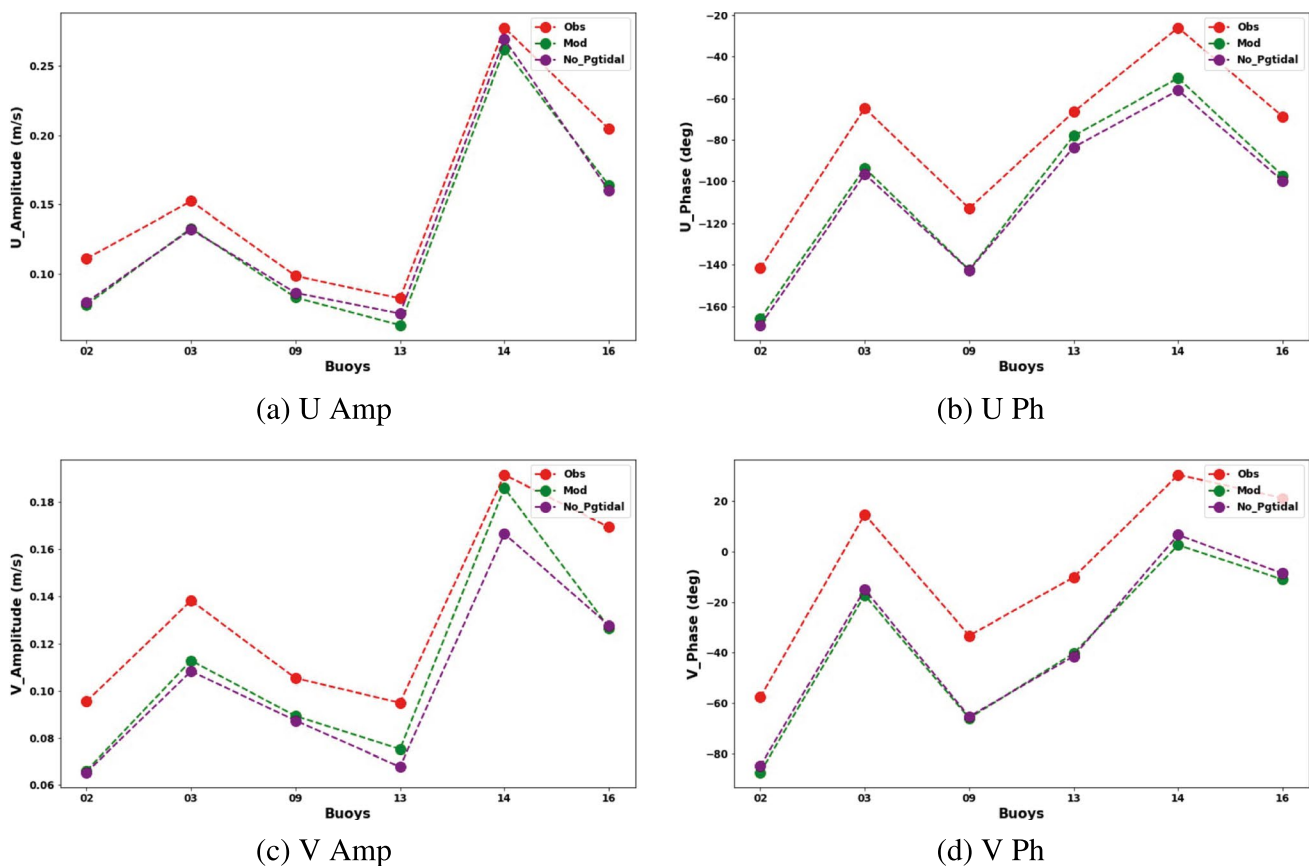 U_Amplitude (m/s)
0.25
0.20
0.15
0.10
Obs
Mod
No_Pgtidal
02 03 09 13 14 16
Buoys
(a) U Amp
U_Phase (deg)
−20
−40
−60
−80
−100
−120
−140
−160
Obs
Mod
No_Pgtidal
02 03 09 13 14 16
Buoys
(b) U Ph
V_Amplitude (m/s)
0.18
0.16
0.14
0.12
0.10
0.08
0.06
Obs
Mod
No_Pgtidal
02 03 09 13 14 16
Buoys
(c) V Amp
V_Phase (deg)
20
0
−20
−40
−60
−80
Obs
Mod
No_Pgtidal
02 03 09 13 14 16
Buoys
(d) V Ph